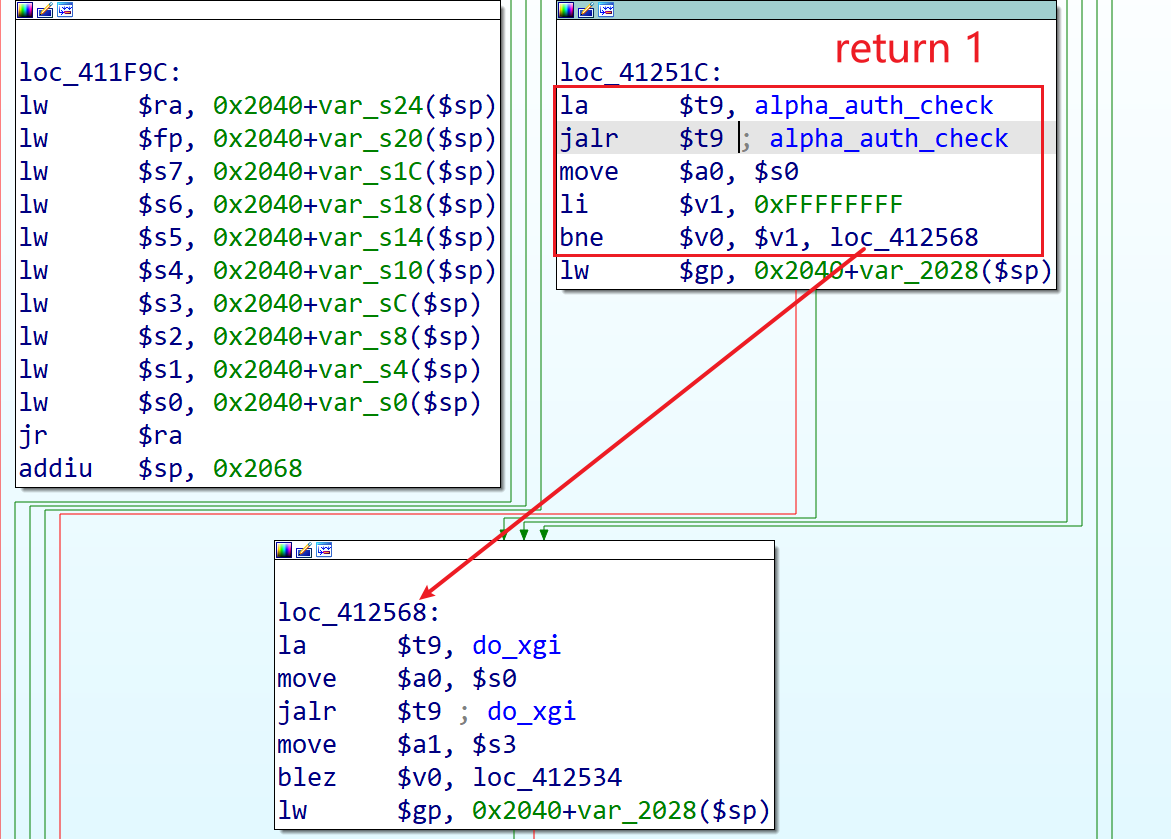 loc_411F9C:
lw $ra, 0x2040+var_s24($sp)
lw $fp, 0x2040+var_s20($sp)
lw $s7, 0x2040+var_s1C($sp)
lw $s6, 0x2040+var_s18($sp)
lw $s5, 0x2040+var_s14($sp)
lw $s4, 0x2040+var_s10($sp)
lw $s3, 0x2040+var_sC($sp)
lw $s2, 0x2040+var_s8($sp)
lw $s1, 0x2040+var_s4($sp)
lw $s0, 0x2040+var_s0($sp)
jr $ra
addiu $sp, 0x2068
return 1
loc_41251C:
la $t9, alpha_auth_check
jalr $t9 ; alpha_auth_check
move $a0, $s0
li $v1, 0xFFFFFFFF
bne $v0, $v1, loc_412568
lw $gp, 0x2040+var_2028($sp)
loc_412568:
la $t9, do_xgi
move $a0, $s0
jalr $t9 ; do_xgi
move $a1, $s3
blez $v0, loc_412534
lw $gp, 0x2040+var_2028($sp)